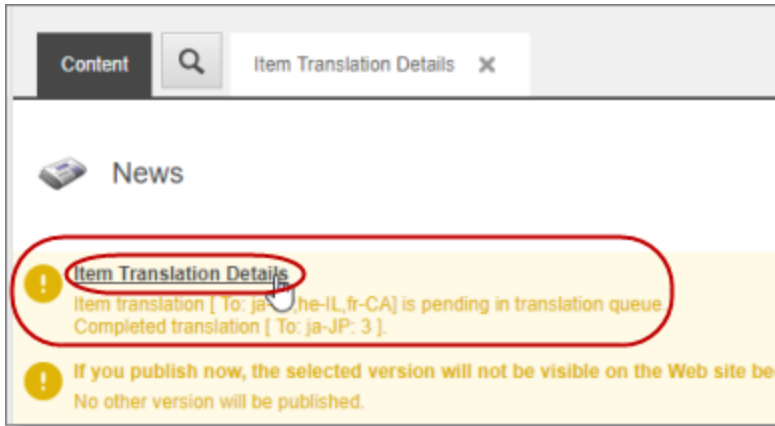 Content
Item Translation Details
News
Item Translation Details
Item translation [ To: ,he-IL,fr-CA] is pending in translation queue
Completed translation [ To: ja-JP: 3 ].
If you publish now, the selected version will not be visible on the Web site
No other version will be published.